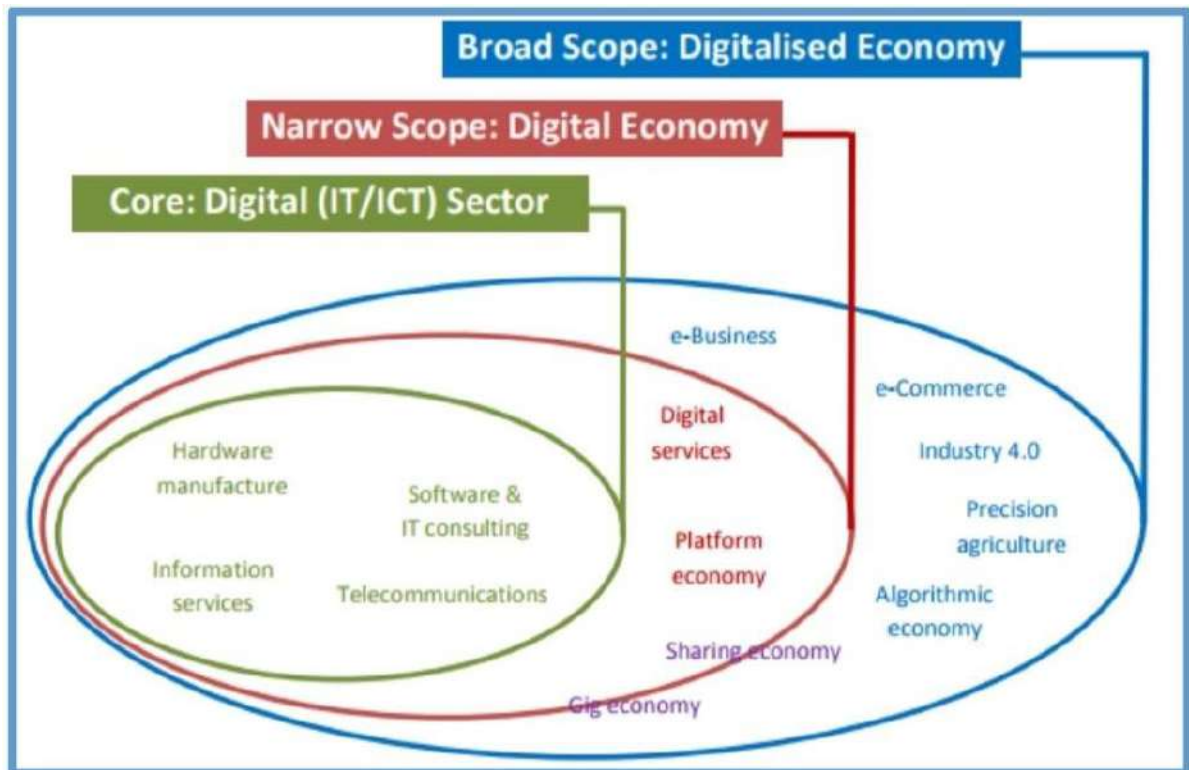 Broad Scope: Digitalised Economy
Narrow Scope: Digital Economy
Core: Digital (IT/ICT) Sector
e-Business
e-Commerce
Digital
services
Industry 4.0
Hardware
manufacture
Software &
IT consulting
Precision
agriculture
Platform
economy
Information
services
Telecommunications
Algorithmic
economy
Sharing economy
Gig economy